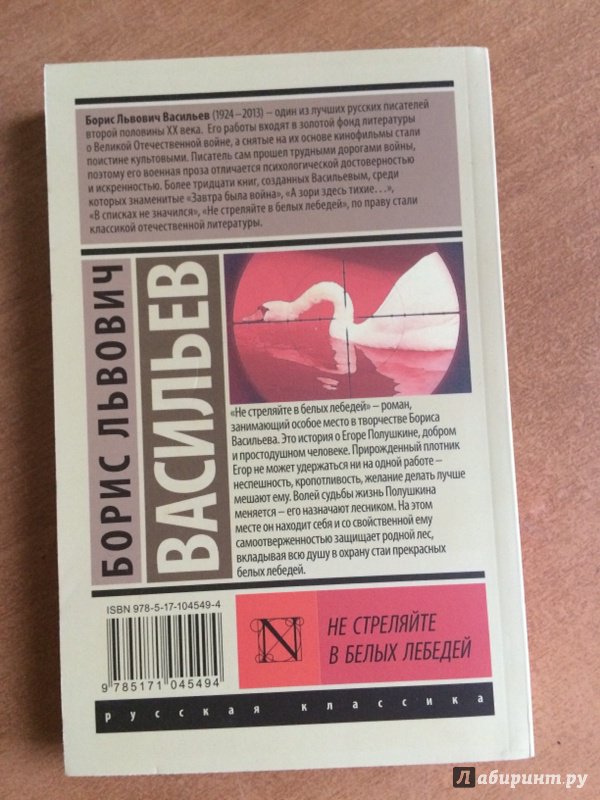 Борис Львович Васильев (1924–2013) – один из лучших русских писателей
второй половины XX века. Его работы входят в золотой фонд литературы
о Великой Отечественной войне, а снятые на их основе кинофильмы стали
поистине культовыми. Писатель сам прошел трудными дорогами войны,
поэтому его военная проза отличается психологической достоверностью
и искренностью. Более тридцати книг, созданных Васильевым, среди
которых знаменитые «Завтра была война», «А зори здесь тихие…»,
«В списках не значился», «Не стреляйте в белых лебедей», по праву стали
классикой отечественной литературы.
БОРИС ЛЬВОВИЧ
ВАСИЛЬЕВ
«Не стреляйте в белых лебедей» – роман,
занимающий особое место в творчестве Бориса
Васильева. Это история о Егоре Полушкине, добром
и простодушном человеке. Прирожденный плотник
Егор не может удержаться ни на одной работе –
неспешность, кропотливость, желание делать лучше
мешают ему. Волей судьбы жизнь Полушкина
меняется – его назначают лесником. На этом
месте он находит себя и со свойственной ему
самоотверженностью защищает родной лес,
вкладывая всю душу в охрану стаи прекрасных
белых лебедей.
ISBN 978-5-17-104549-4
9 785171 045494
N
НЕ СТРЕЛЯЙТЕ
В БЕЛЫХ ЛЕБЕДЕЙ
русская классика
Лабиринт.ру